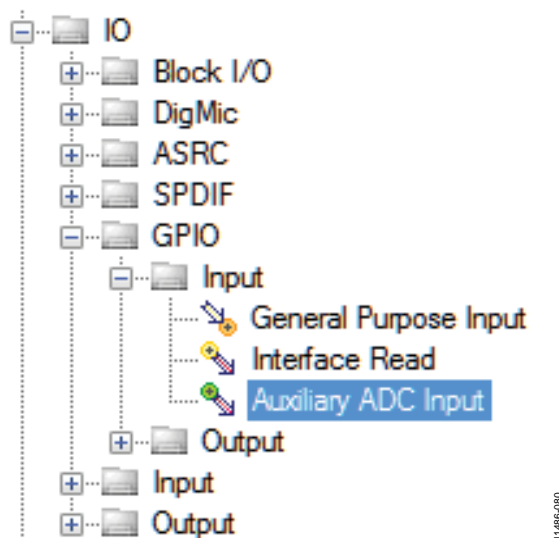 IO
Block I/O
DigMic
ASRC
SPDIF
GPIO
Input
General Purpose Input
Interface Read
Auxiliary ADC Input
Output
Input
Output